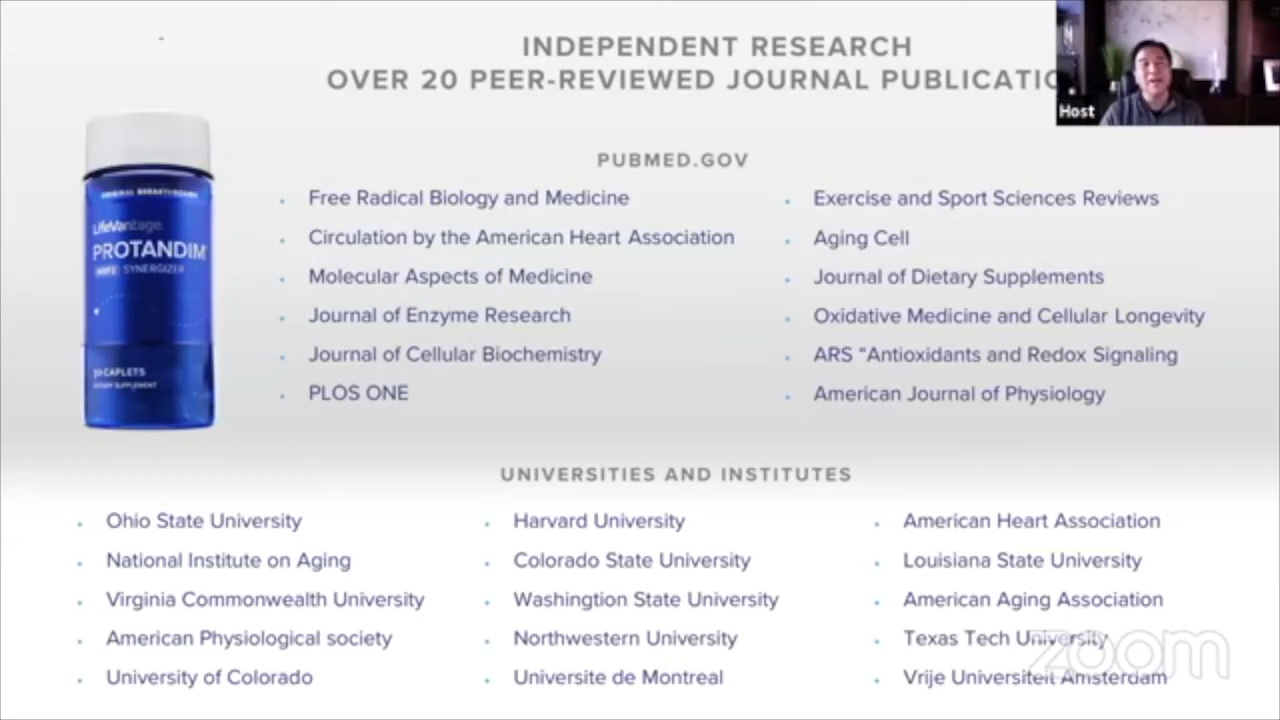 INDEPENDENT RESEARCH
OVER 20 PEER-REVIEWED JOURNAL PUBLICATIO
Host
PUBMED.GOV
Free Radical Biology and Medicine
Circulation by the American Heart Association
Molecular Aspects of Medicine
Journal of Enzyme Research
Journal of Cellular Biochemistry
PLOS ONE
Exercise and Sport Sciences Reviews
Aging Cell
Journal of Dietary Supplements
Oxidative Medicine and Cellular Longevity
ARS “Antioxidants and Redox Signaling
American Journal of Physiology
LifeVantage
PROTANDIM
NRF2 SYNERGIZER
CAPLETS
DIETARY SUPPLEMENT
UNIVERSITIES AND INSTITUTES
Ohio State University
National Institute on Aging
Virginia Commonwealth University
American Physiological society
University of Colorado
Harvard University
Colorado State University
Washingtion State University
Northwestern University
Universite de Montreal
American Heart Association
Louisiana State University
American Aging Association
Texas Tech University
Vrije Universiteit Amsterdam
zoom